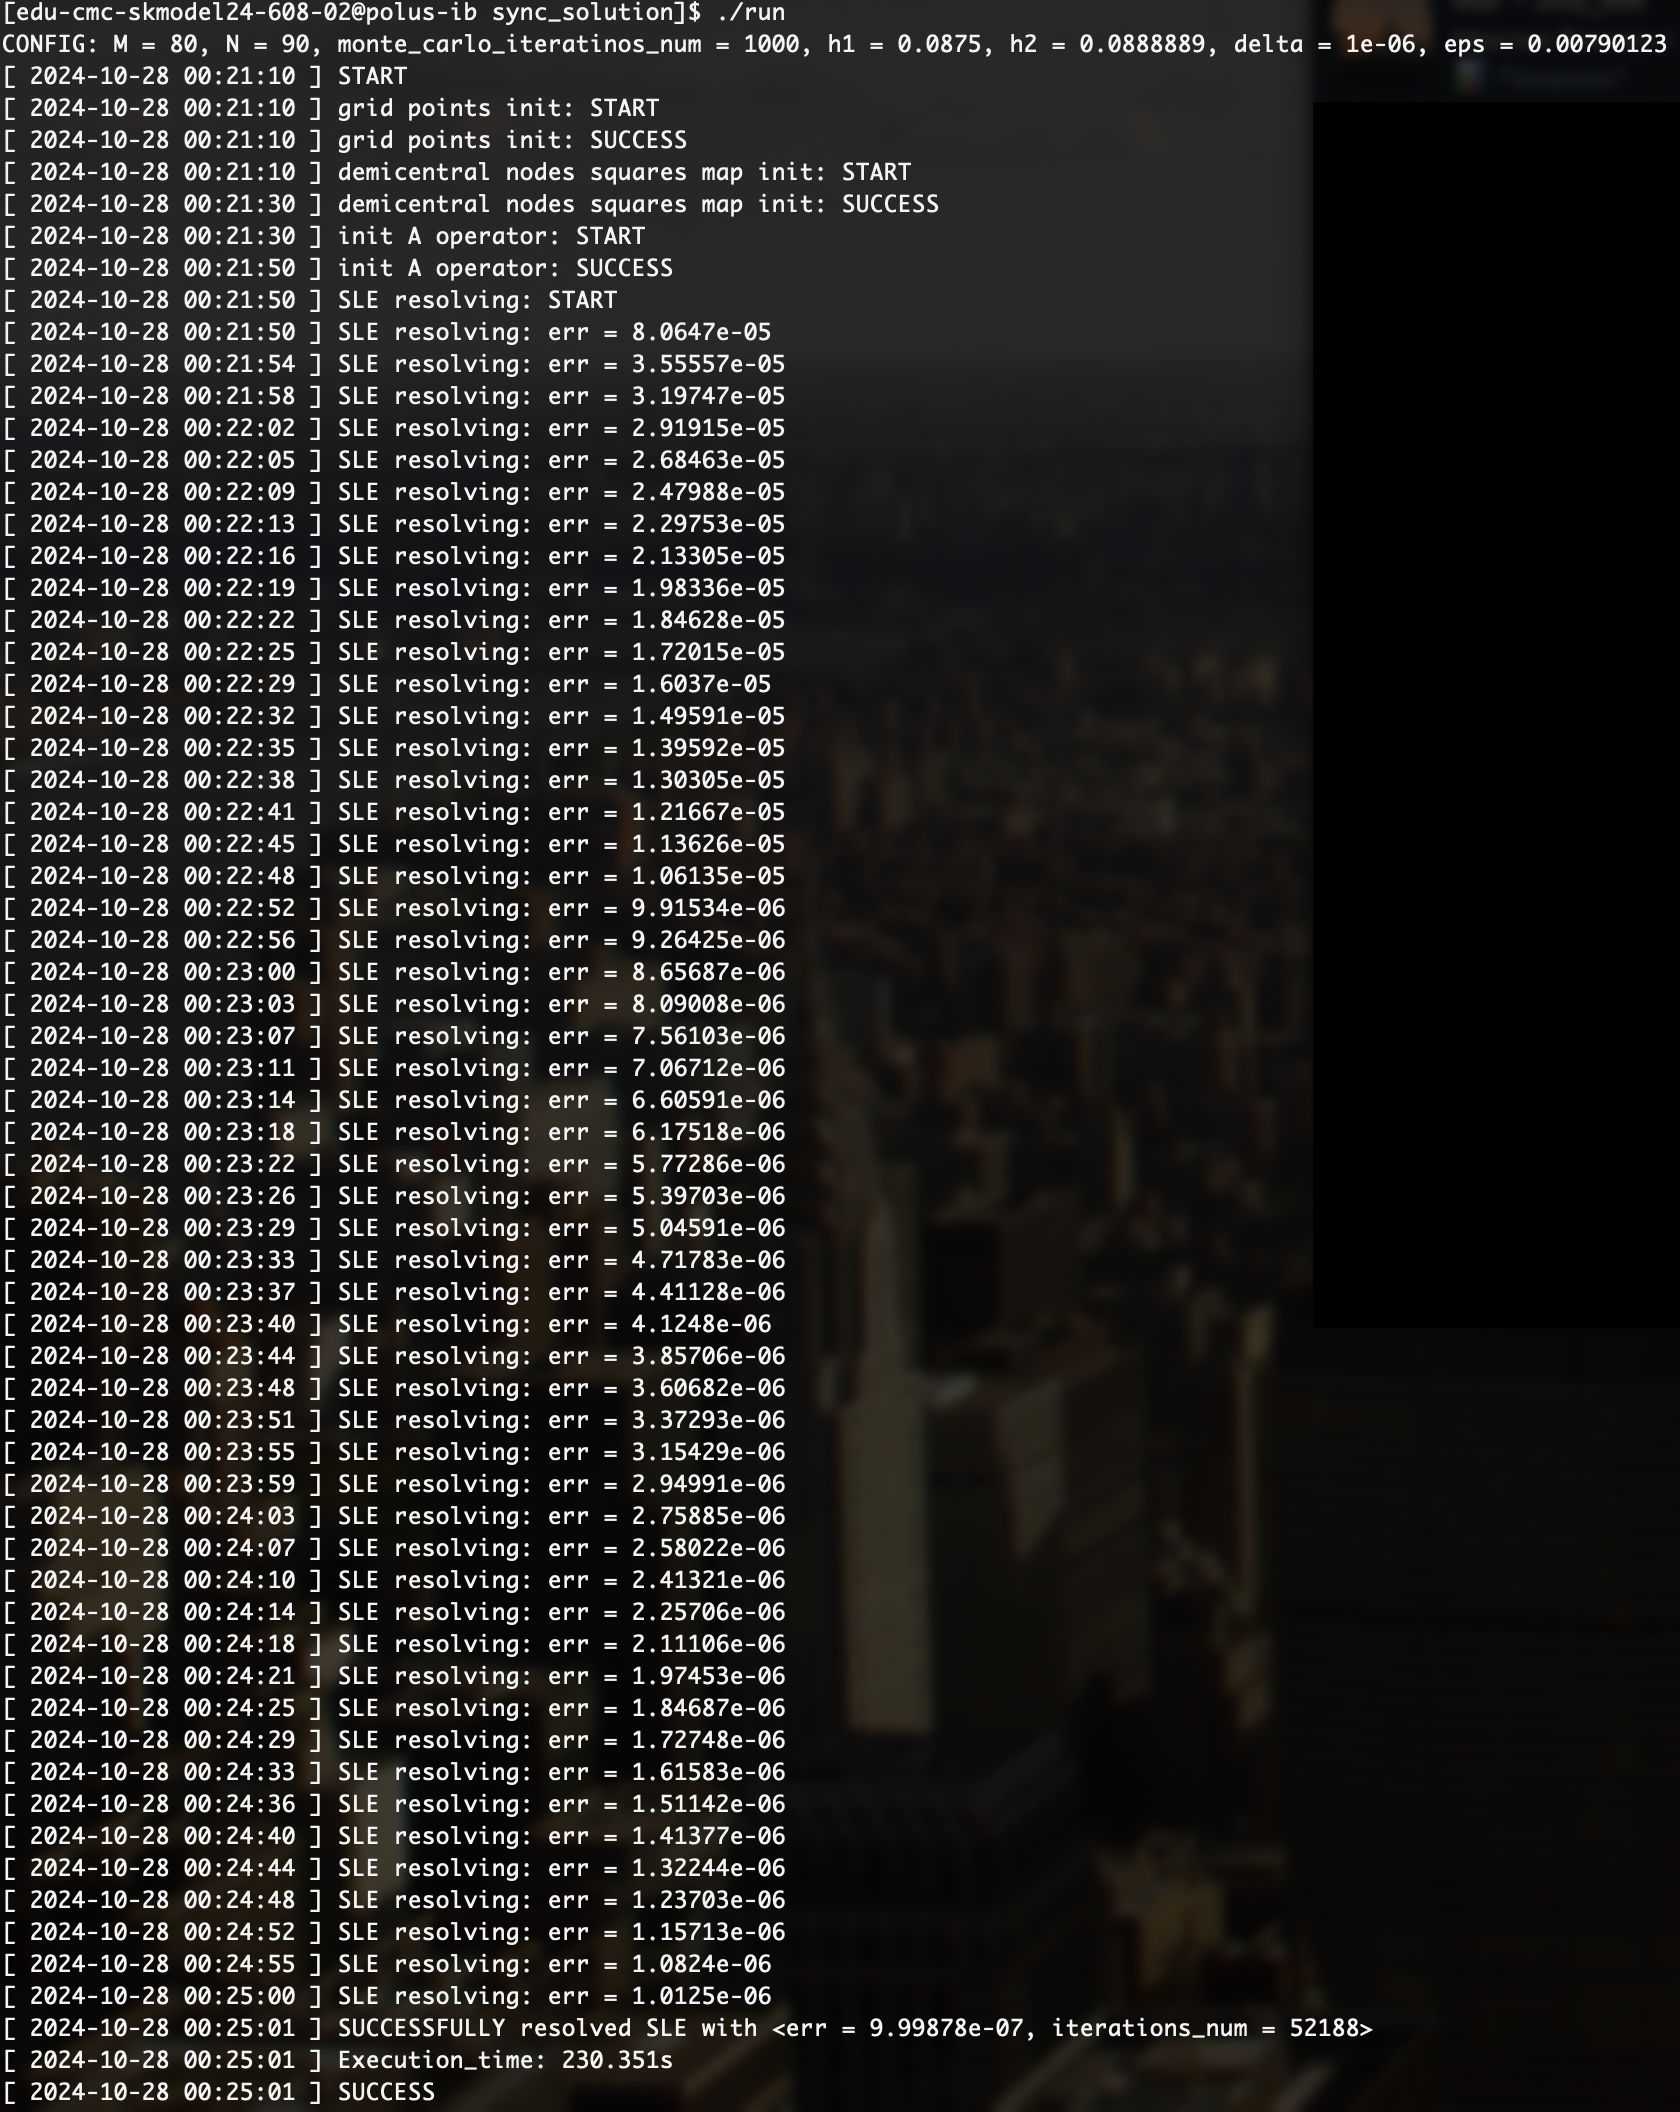 [edu-cmc-skmodel24-608-02@polus-ib sync_solution]$ ./run
CONFIG: M = 80, N = 90, monte_carlo_iteratinos_num = 1000, h1 = 0.0875, h2 = 0.0888889, delta = 1e-06, eps = 0.00790123
[ 2024-10-28 00:21:10 ] START
[ 2024-10-28 00:21:10 ] grid points init: START
[ 2024-10-28 00:21:10 ] grid points init: SUCCESS
[ 2024-10-28 00:21:10 ] demicentral nodes squares map init: START
[ 2024-10-28 00:21:30 ] demicentral nodes squares map init: SUCCESS
[ 2024-10-28 00:21:30 ] init A operator: START
[ 2024-10-28 00:21:50 ] init A operator: SUCCESS
[ 2024-10-28 00:21:50 ] SLE resolving: START
[ 2024-10-28 00:21:50 ] SLE resolving: err = 8.0647e-05
[ 2024-10-28 00:21:54 ] SLE resolving: err = 3.55557e-05
[ 2024-10-28 00:21:58 ] SLE resolving: err = 3.19747e-05
[ 2024-10-28 00:22:02 ] SLE resolving: err = 2.91915e-05
[ 2024-10-28 00:22:05 ] SLE resolving: err = 2.68463e-05
[ 2024-10-28 00:22:09 ] SLE resolving: err = 2.47988e-05
[ 2024-10-28 00:22:13 ] SLE resolving: err = 2.29753e-05
[ 2024-10-28 00:22:16 ] SLE resolving: err = 2.13305e-05
[ 2024-10-28 00:22:19 ] SLE resolving: err = 1.98336e-05
[ 2024-10-28 00:22:22 ] SLE resolving: err = 1.84628e-05
[ 2024-10-28 00:22:25 ] SLE resolving: err = 1.72015e-05
[ 2024-10-28 00:22:29 ] SLE resolving: err = 1.6037e-05
[ 2024-10-28 00:22:32 ] SLE resolving: err = 1.49591e-05
[ 2024-10-28 00:22:35 ] SLE resolving: err = 1.39592e-05
[ 2024-10-28 00:22:38 ] SLE resolving: err = 1.30305e-05
[ 2024-10-28 00:22:41 ] SLE resolving: err = 1.21667e-05
[ 2024-10-28 00:22:45 ] SLE resolving: err = 1.13626e-05
[ 2024-10-28 00:22:48 ] SLE resolving: err = 1.06135e-05
[ 2024-10-28 00:22:52 ] SLE resolving: err = 9.91534e-06
[ 2024-10-28 00:22:56 ] SLE resolving: err = 9.26425e-06
[ 2024-10-28 00:23:00 ] SLE resolving: err = 8.65687e-06
[ 2024-10-28 00:23:03 ] SLE resolving: err = 8.09008e-06
[ 2024-10-28 00:23:07 ] SLE resolving: err = 7.56103e-06
[ 2024-10-28 00:23:11 ] SLE resolving: err = 7.06712e-06
[ 2024-10-28 00:23:14 ] SLE resolving: err = 6.60591e-06
[ 2024-10-28 00:23:18 ] SLE resolving: err = 6.17518e-06
[ 2024-10-28 00:23:22 ] SLE resolving: err = 5.77286e-06
[ 2024-10-28 00:23:26 ] SLE resolving: err = 5.39703e-06
[ 2024-10-28 00:23:29 ] SLE resolving: err = 5.04591e-06
[ 2024-10-28 00:23:33 ] SLE resolving: err = 4.71783e-06
[ 2024-10-28 00:23:37 ] SLE resolving: err = 4.41128e-06
[ 2024-10-28 00:23:40 ] SLE resolving: err = 4.1248e-06
[ 2024-10-28 00:23:44 ] SLE resolving: err = 3.85706e-06
[ 2024-10-28 00:23:48 ] SLE resolving: err = 3.60682e-06
[ 2024-10-28 00:23:51 ] SLE resolving: err = 3.37293e-06
[ 2024-10-28 00:23:55 ] SLE resolving: err = 3.15429e-06
[ 2024-10-28 00:23:59 ] SLE resolving: err = 2.94991e-06
[ 2024-10-28 00:24:03 ] SLE resolving: err = 2.75885e-06
[ 2024-10-28 00:24:07 ] SLE resolving: err = 2.58022e-06
[ 2024-10-28 00:24:10 ] SLE resolving: err = 2.41321e-06
[ 2024-10-28 00:24:14 ] SLE resolving: err = 2.25706e-06
[ 2024-10-28 00:24:18 ] SLE resolving: err = 2.11106e-06
[ 2024-10-28 00:24:21 ] SLE resolving: err = 1.97453e-06
[ 2024-10-28 00:24:25 ] SLE resolving: err = 1.84687e-06
[ 2024-10-28 00:24:29 ] SLE resolving: err = 1.72748e-06
[ 2024-10-28 00:24:33 ] SLE resolving: err = 1.61583e-06
[ 2024-10-28 00:24:36 ] SLE resolving: err = 1.51142e-06
[ 2024-10-28 00:24:40 ] SLE resolving: err = 1.41377e-06
[ 2024-10-28 00:24:44 ] SLE resolving: err = 1.32244e-06
[ 2024-10-28 00:24:48 ] SLE resolving: err = 1.23703e-06
[ 2024-10-28 00:24:52 ] SLE resolving: err = 1.15713e-06
[ 2024-10-28 00:24:55 ] SLE resolving: err = 1.0824e-06
[ 2024-10-28 00:25:00 ] SLE resolving: err = 1.0125e-06
[ 2024-10-28 00:25:01 ] SUCCESSFULLY resolved SLE with <err = 9.99878e-07, iterations_num = 52188>
[ 2024-10-28 00:25:01 ] Execution_time: 230.351s
[ 2024-10-28 00:25:01 ] SUCCESS